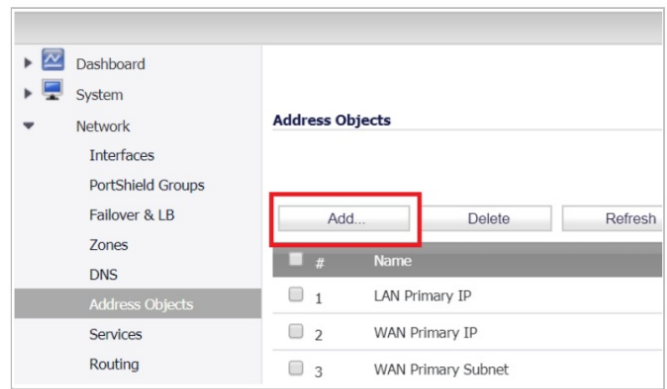 Dashboard
System
Network
Interfaces
PortShield Groups
Failover & LB
Zones
DNS
Address Objects
Services
Routing
Address Objects
Add... Delete Refresh
# Name
1 LAN Primary IP
2 WAN Primary IP
3 WAN Primary Subnet